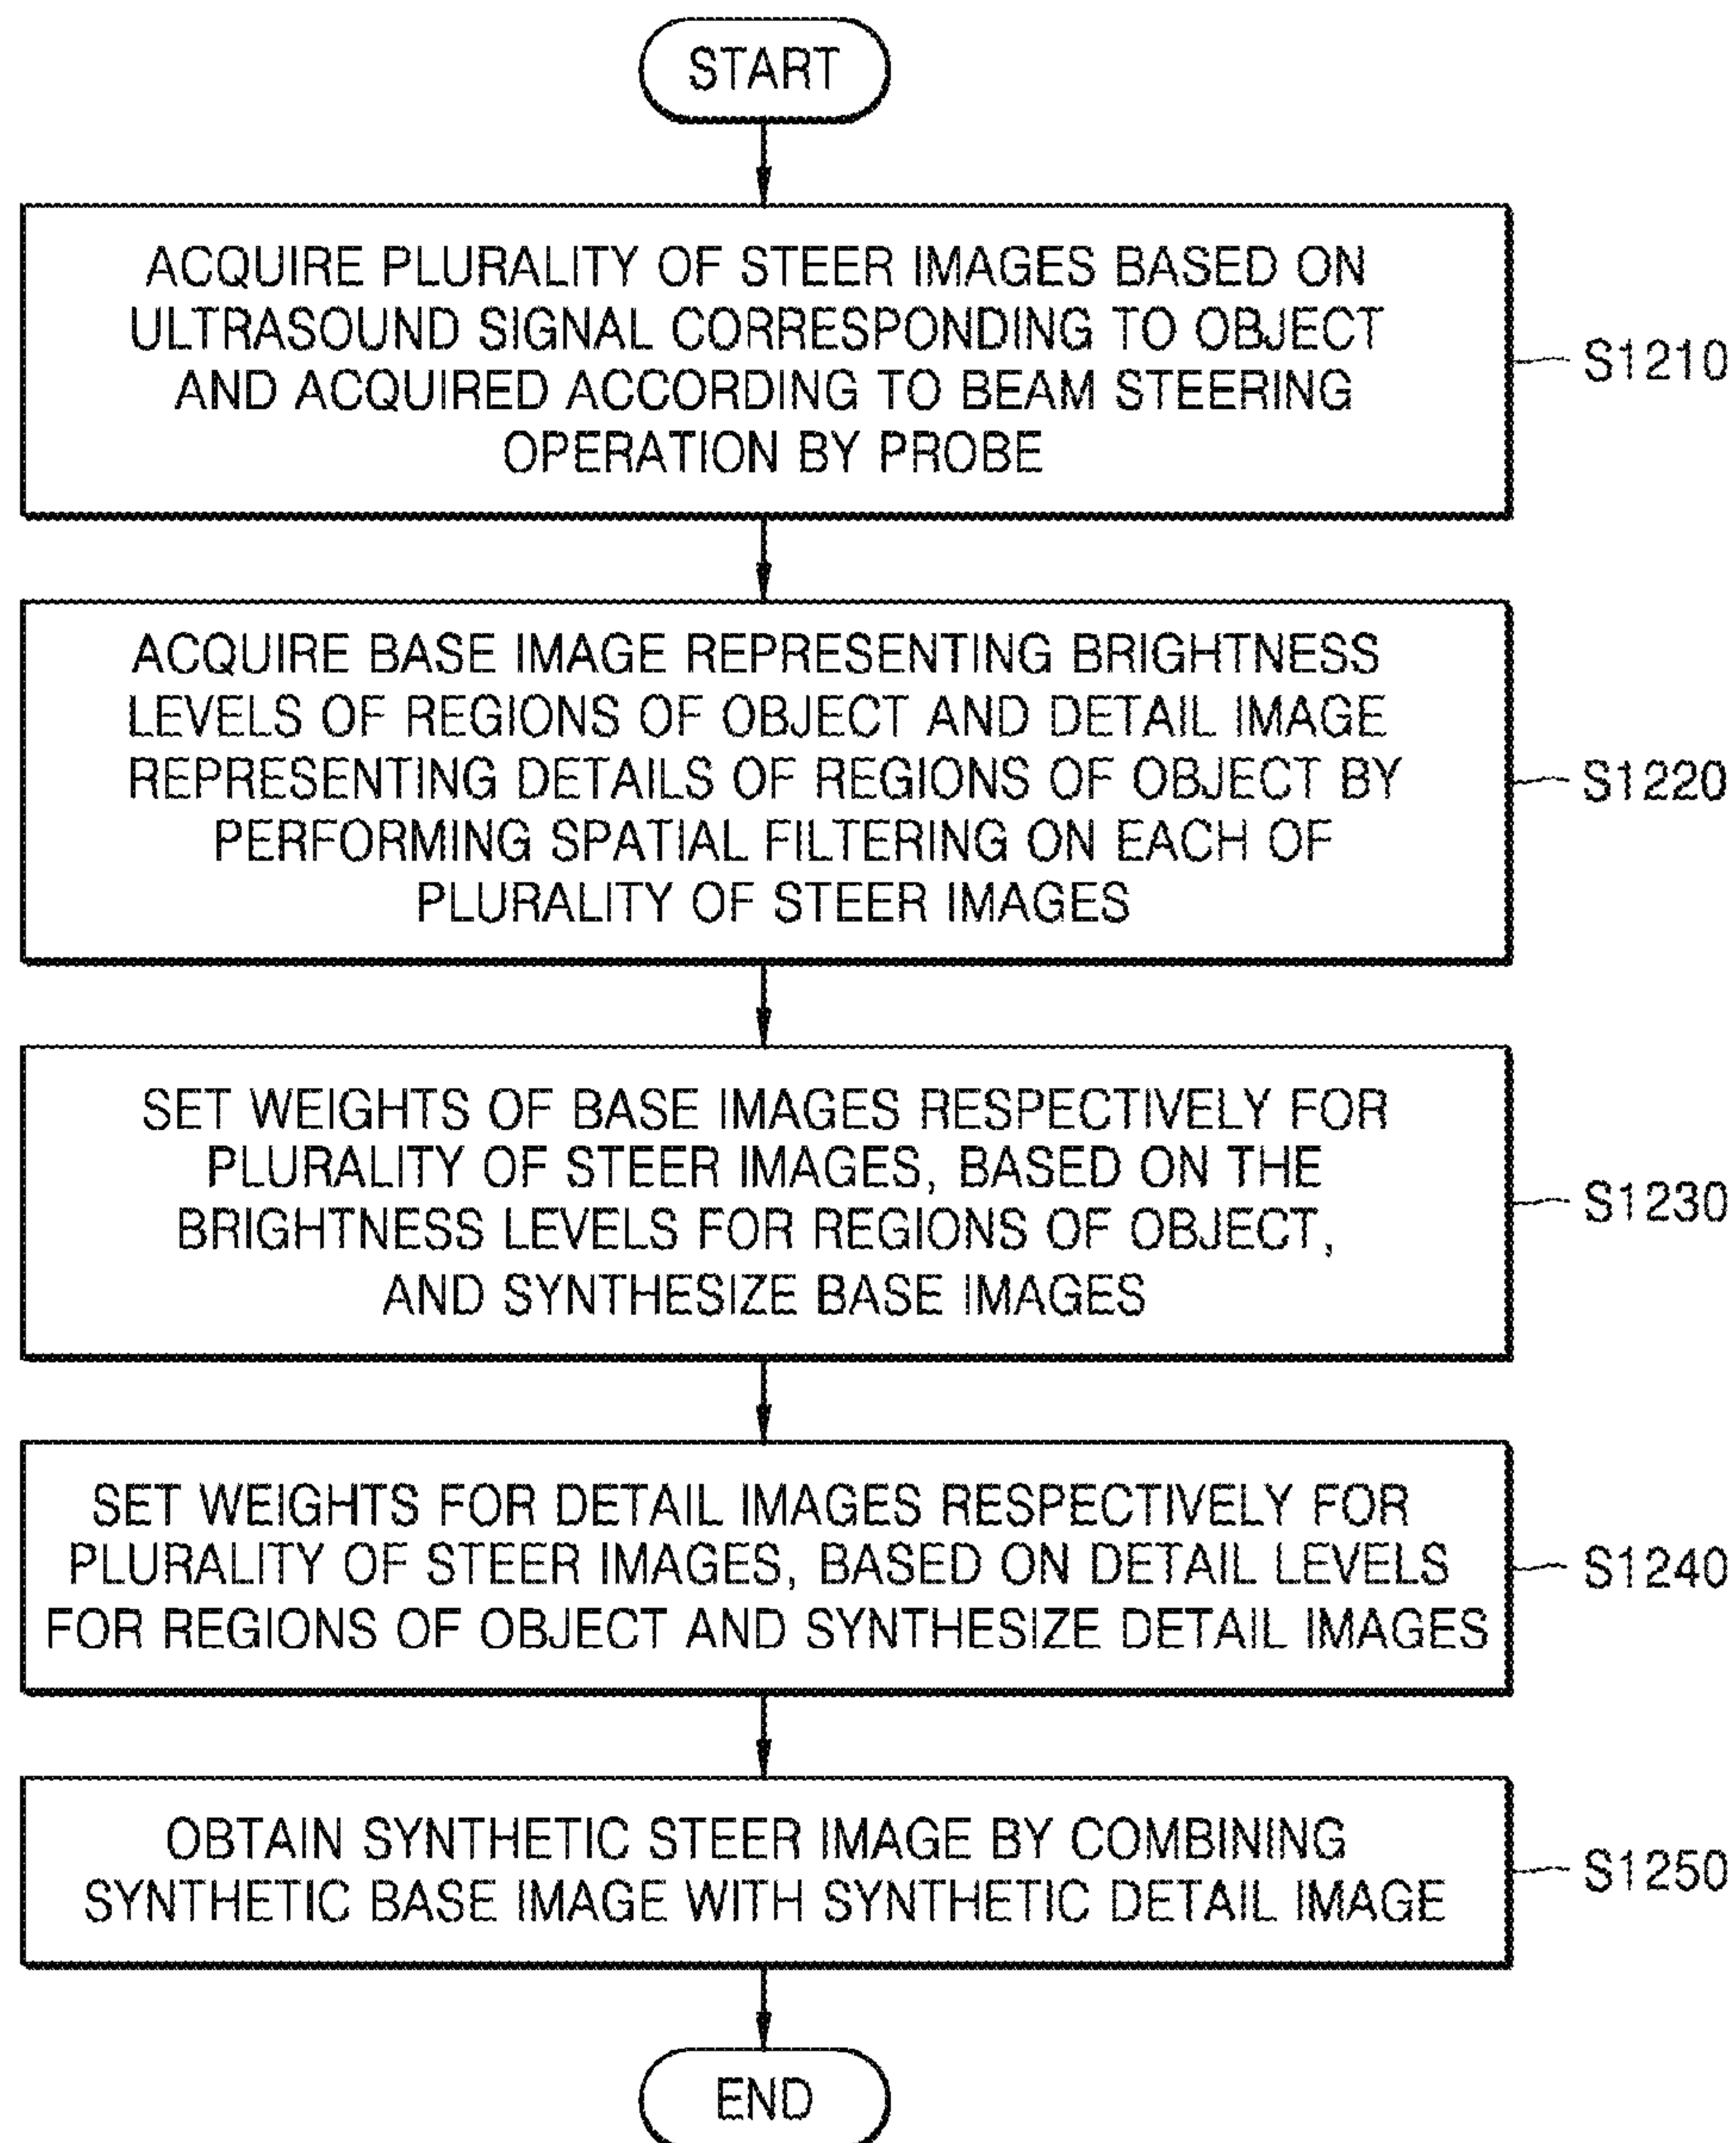 START
ACQUIRE PLURALITY OF STEER IMAGES BASED ON
ULTRASOUND SIGNAL CORRESPONDING TO OBJECT
AND ACQUIRED ACCORDING TO BEAM STEERING
OPERATION BY PROBE
S1210
ACQUIRE BASE IMAGE REPRESENTING BRIGHTNESS
LEVELS OF REGIONS OF OBJECT AND DETAIL IMAGE
REPRESENTING DETAILS OF REGIONS OF OBJECT BY
PERFORMING SPATIAL FILTERING ON EACH OF
PLURALITY OF STEER IMAGES
S1220
SET WEIGHTS OF BASE IMAGES RESPECTIVELY FOR
PLURALITY OF STEER IMAGES, BASED ON THE
BRIGHTNESS LEVELS FOR REGIONS OF OBJECT,
AND SYNTHESIZE BASE IMAGES
S1230
SET WEIGHTS FOR DETAIL IMAGES RESPECTIVELY FOR
PLURALITY OF STEER IMAGES, BASED ON DETAIL LEVELS
FOR REGIONS OF OBJECT AND SYNTHESIZE DETAIL IMAGES
S1240
OBTAIN SYNTHETIC STEER IMAGE BY COMBINING
SYNTHETIC BASE IMAGE WITH SYNTHETIC DETAIL IMAGE
S1250
END